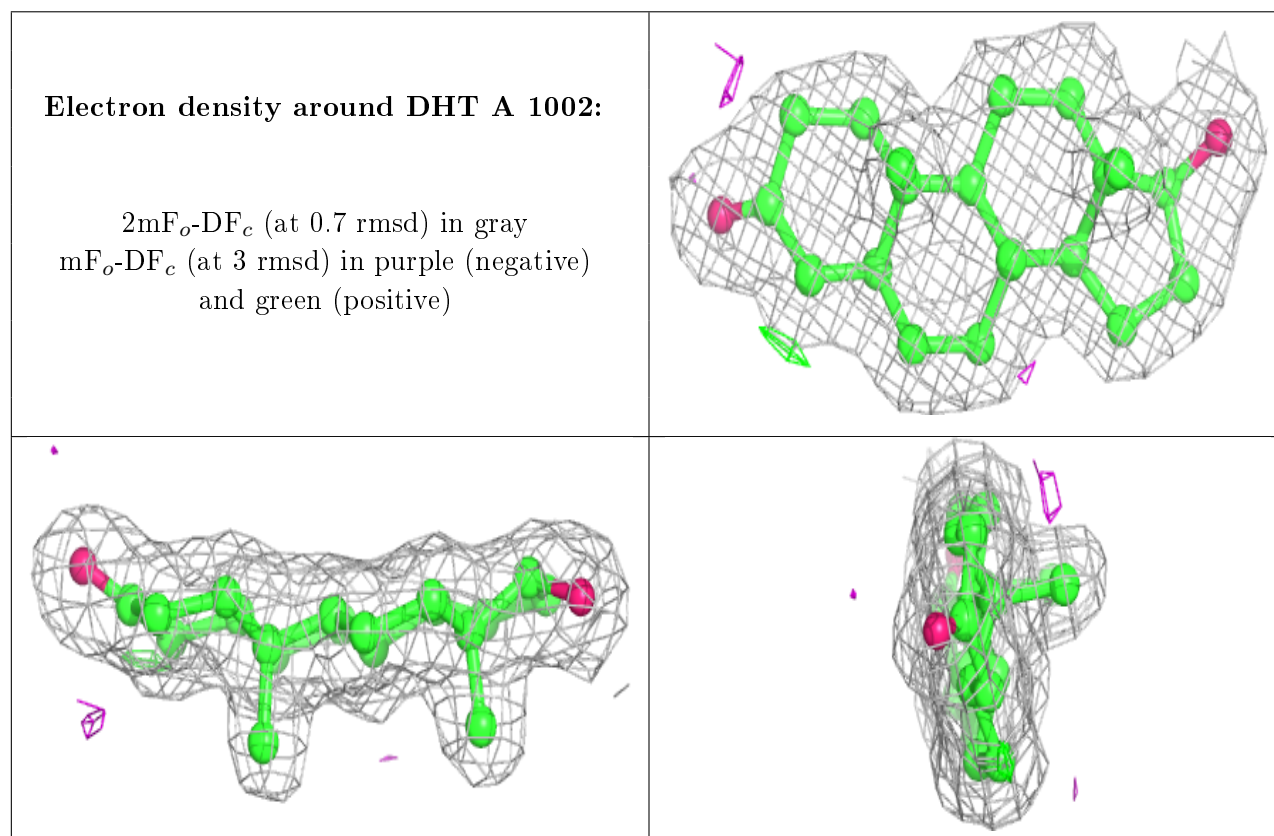 Electron density around DHT A 1002:
2mFo-DFc (at 0.7 rmsd) in gray
mFo-DFc (at 3 rmsd) in purple (negative)
and green (positive)